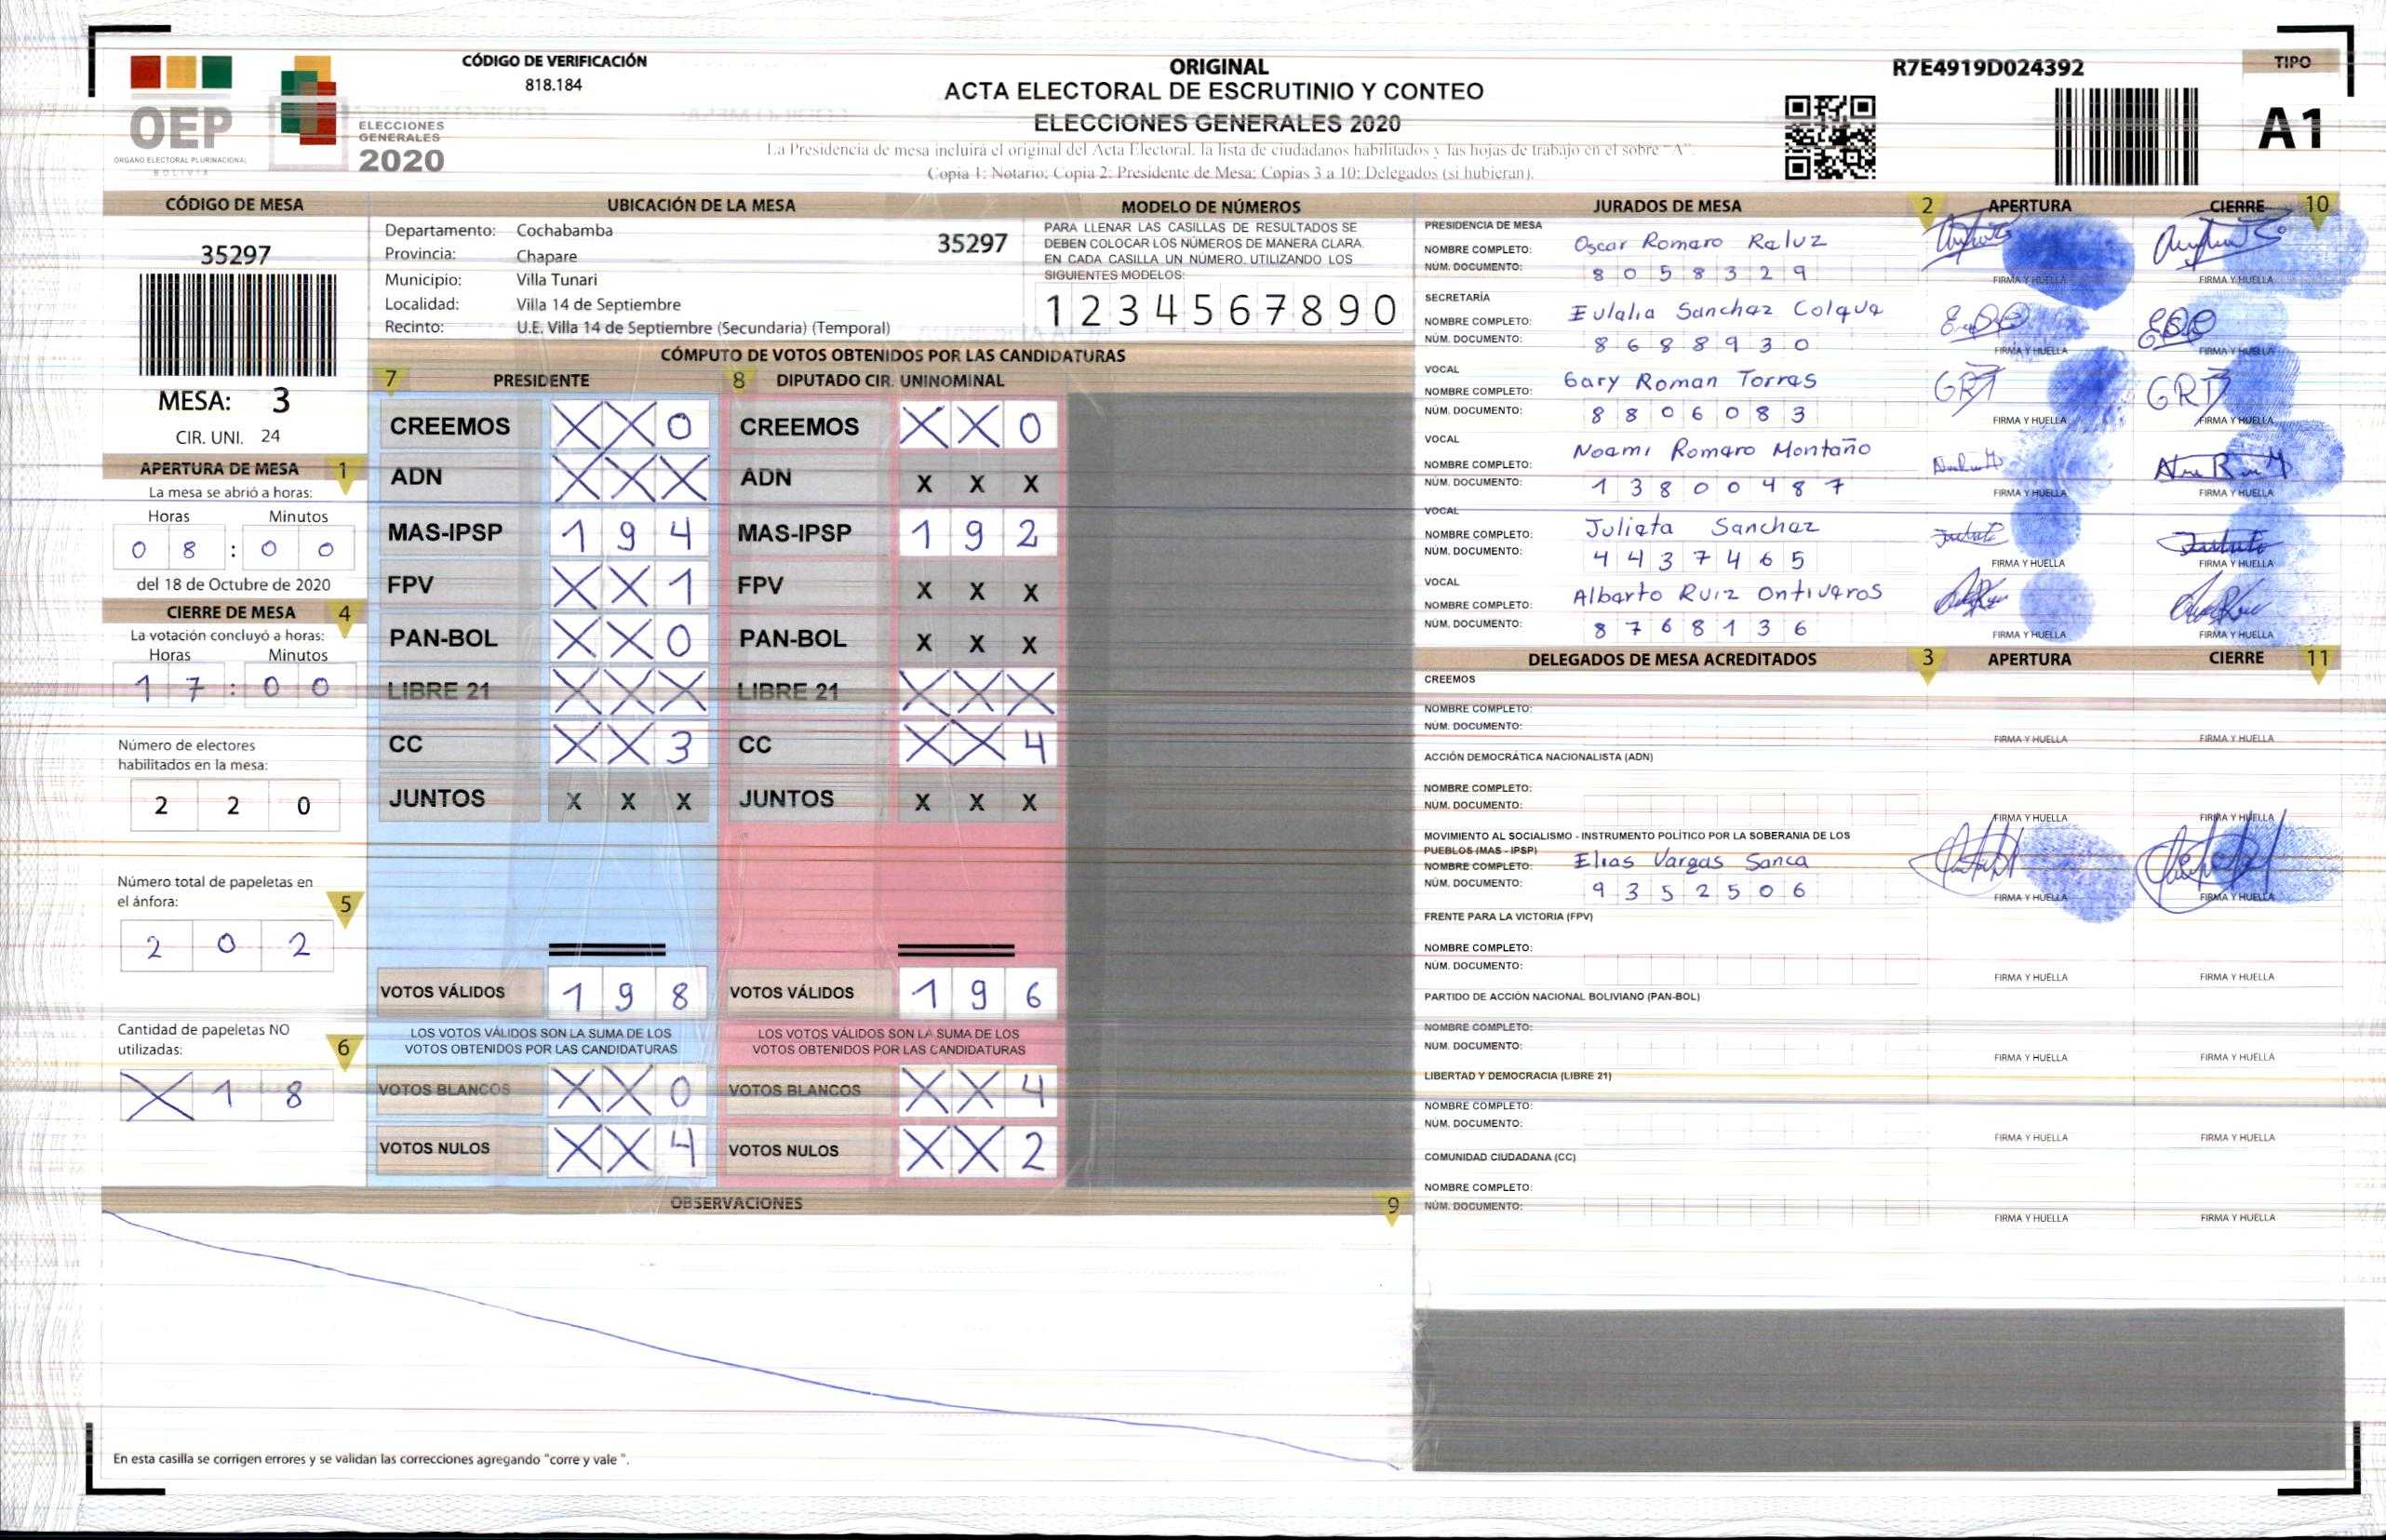 OEP
ÓRGANO ELECTORAL PLURINACIONAL
BOLIVIA
ELECCIONES
GENERALES
2020
CÓDIGO DE VERIFICACIÓN
818.184
ORIGINAL
ACTA ELECTORAL DE ESCRUTINIO Y CONTEO
ELECCIONES GENERALES 2020
La Presidencia de mesa incluirá el original del Acta Electoral, la lista de ciudadanos habilitados y las hojas de trabajo en el sobre "A".
Copia 1: Notario; Copia 2: Presidente de Mesa; Copias 3 a 10: Delegados (si hubieran).
R7E4919D024392
TIPO
A1
CÓDIGO DE MESA
35297
MESA: 3
CIR. UNI. 24
UBICACIÓN DE LA MESA
Departamento: Cochabamba
35297
Provincia: Chapare
Municipio: Villa Tunari
Localidad: Villa 14 de Septiembre
Recinto: U.E. Villa 14 de Septiembre (Secundaria) (Temporal)
MODELO DE NÚMEROS
PARA LLENAR LAS CASILLAS DE RESULTADOS SE
DEBEN COLOCAR LOS NÚMEROS DE MANERA CLARA.
EN CADA CASILLA UN NÚMERO, UTILIZANDO LOS
SIGUIENTES MODELOS:
1 2 3 4 5 6 7 8 9 0
APERTURA DE MESA 1
La mesa se abrió a horas:
Horas Minutos
0 8 : 0 0
del 18 de Octubre de 2020
CIERRE DE MESA 4
La votación concluyó a horas:
Horas Minutos
1 7 : 0 0
Número de electores
habilitados en la mesa:
2 2 0
Número total de papeletas en
el ánfora: 5
2 0 2
Cantidad de papeletas NO
utilizadas: 6
X 1 8
CÓMPUTO DE VOTOS OBTENIDOS POR LAS CANDIDATURAS
7 PRESIDENTE 8 DIPUTADO CIR. UNINOMINAL
CREEMOS X X 0 CREEMOS X X 0
ADN X X X ADN X X X
MAS-IPSP 1 9 4 MAS-IPSP 1 9 2
FPV X X 1 FPV X X X
PAN-BOL X X 0 PAN-BOL X X X
LIBRE 21 X X X LIBRE 21 X X X
CC X X 3 CC X X 4
JUNTOS X X X JUNTOS X X X
VOTOS VÁLIDOS 1 9 8 VOTOS VÁLIDOS 1 9 6
LOS VOTOS VÁLIDOS SON LA SUMA DE LOS LOS VOTOS VÁLIDOS SON LA SUMA DE LOS
VOTOS OBTENIDOS POR LAS CANDIDATURAS VOTOS OBTENIDOS POR LAS CANDIDATURAS
VOTOS BLANCOS X X 0 VOTOS BLANCOS X X 4
VOTOS NULOS X X 4 VOTOS NULOS X X 2
OBSERVACIONES 9
En esta casilla se corrigen errores y se validan las correcciones agregando "corre y vale ".
JURADOS DE MESA 2 APERTURA CIERRE 10
PRESIDENCIA DE MESA
NOMBRE COMPLETO: Oscar Romero Reluz
NÚM. DOCUMENTO: 8 0 5 8 3 2 9
FIRMA Y HUELLA FIRMA Y HUELLA
SECRETARÍA
NOMBRE COMPLETO: Eulalia Sanchez Colque
NÚM. DOCUMENTO: 8 6 8 8 9 3 0
FIRMA Y HUELLA FIRMA Y HUELLA
VOCAL
NOMBRE COMPLETO: Gary Roman Torres
NÚM. DOCUMENTO: 8 8 0 6 0 8 3
GRT GRT
FIRMA Y HUELLA FIRMA Y HUELLA
VOCAL
NOMBRE COMPLETO: Noemi Romero Montaño
NÚM. DOCUMENTO: 1 3 8 0 0 4 8 7
FIRMA Y HUELLA FIRMA Y HUELLA
VOCAL
NOMBRE COMPLETO: Julieta Sanchez
NÚM. DOCUMENTO: 4 4 3 7 4 6 5
FIRMA Y HUELLA FIRMA Y HUELLA
VOCAL
NOMBRE COMPLETO: Alberto Ruiz Ontiveros
NÚM. DOCUMENTO: 8 7 6 8 1 3 6
FIRMA Y HUELLA FIRMA Y HUELLA
DELEGADOS DE MESA ACREDITADOS 3 APERTURA CIERRE 11
CREEMOS
NOMBRE COMPLETO:
NÚM. DOCUMENTO:
FIRMA Y HUELLA FIRMA Y HUELLA
ACCIÓN DEMOCRÁTICA NACIONALISTA (ADN)
NOMBRE COMPLETO:
NÚM. DOCUMENTO:
FIRMA Y HUELLA FIRMA Y HUELLA
MOVIMIENTO AL SOCIALISMO - INSTRUMENTO POLÍTICO POR LA SOBERANIA DE LOS
PUEBLOS (MAS - IPSP)
NOMBRE COMPLETO: Elias Vargas Sanca
NÚM. DOCUMENTO: 9 3 5 2 5 0 6
FIRMA Y HUELLA FIRMA Y HUELLA
FRENTE PARA LA VICTORIA (FPV)
NOMBRE COMPLETO:
NÚM. DOCUMENTO:
FIRMA Y HUELLA FIRMA Y HUELLA
PARTIDO DE ACCIÓN NACIONAL BOLIVIANO (PAN-BOL)
NOMBRE COMPLETO:
NÚM. DOCUMENTO:
FIRMA Y HUELLA FIRMA Y HUELLA
LIBERTAD Y DEMOCRACIA (LIBRE 21)
NOMBRE COMPLETO:
NÚM. DOCUMENTO:
FIRMA Y HUELLA FIRMA Y HUELLA
COMUNIDAD CIUDADANA (CC)
NOMBRE COMPLETO:
NÚM. DOCUMENTO:
FIRMA Y HUELLA FIRMA Y HUELLA